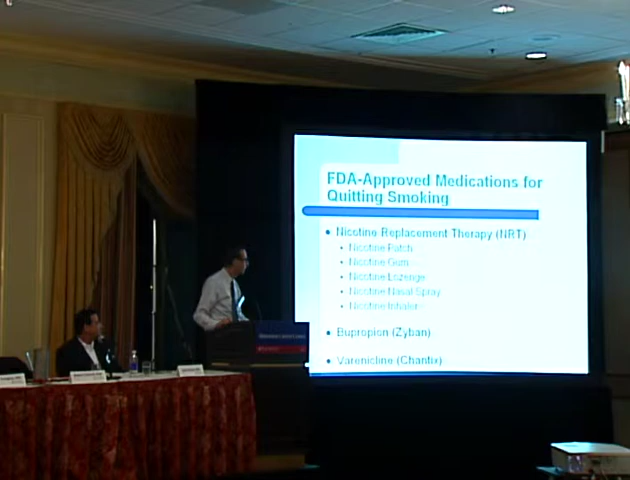 FDA-Approved Medications for
Quitting Smoking
• Nicotine Replacement Therapy (NRT)
• Nicotine Patch
• Nicotine Gum
• Nicotine Lozenge
• Nicotine Nasal Spray
• Nicotine Inhaler
• Bupropion (Zyban)
• Varenicline (Chantix)